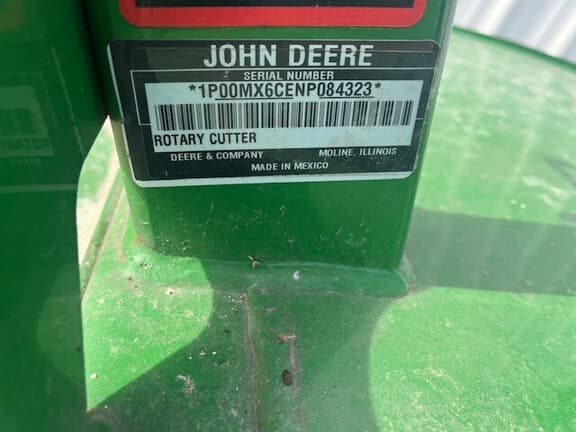 JOHN DEERE
SERIAL NUMBER
*1P00MX6CENP084323*
ROTARY CUTTER
DEERE & COMPANY MOLINE, ILLINOIS
MADE IN MEXICO